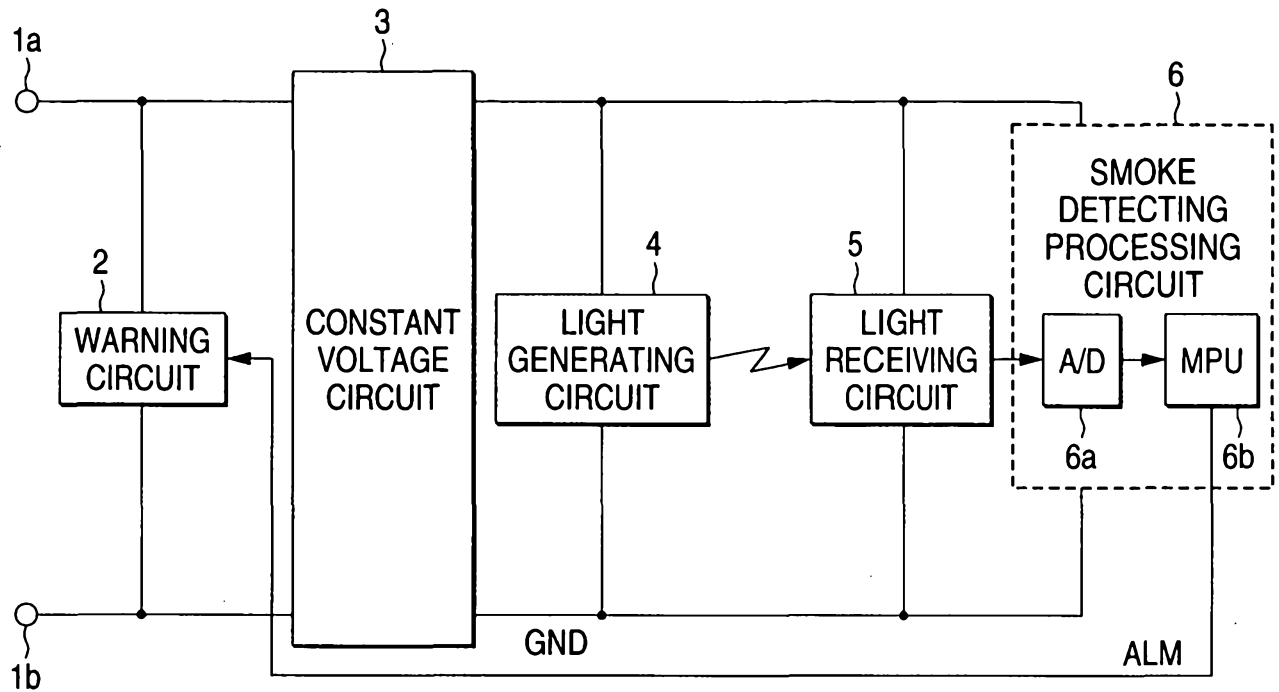 1a
3
6
SMOKE
DETECTING
PROCESSING
CIRCUIT
2
4
5
WARNING
CIRCUIT
CONSTANT
VOLTAGE
CIRCUIT
LIGHT
GENERATING
CIRCUIT
LIGHT
RECEIVING
CIRCUIT
A/D
MPU
6a
6b
1b
GND
ALM